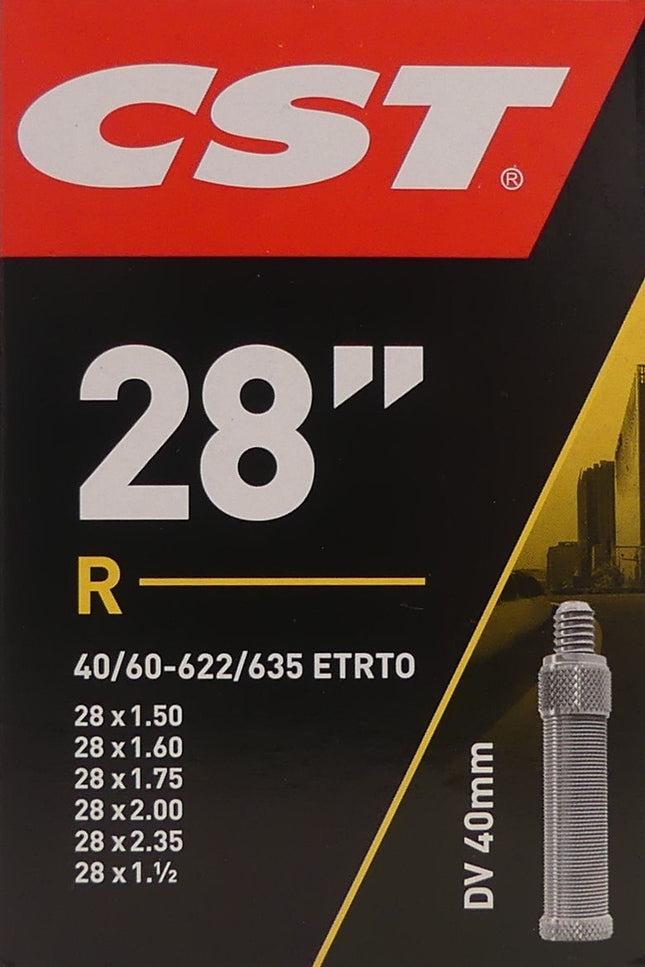 CST®
28”
R
40/60-622/635 ETRTO
28 x 1.50
28 x 1.60
28 x 1.75
28 x 2.00
28 x 2.35
28 x 1.½
DV 40mm